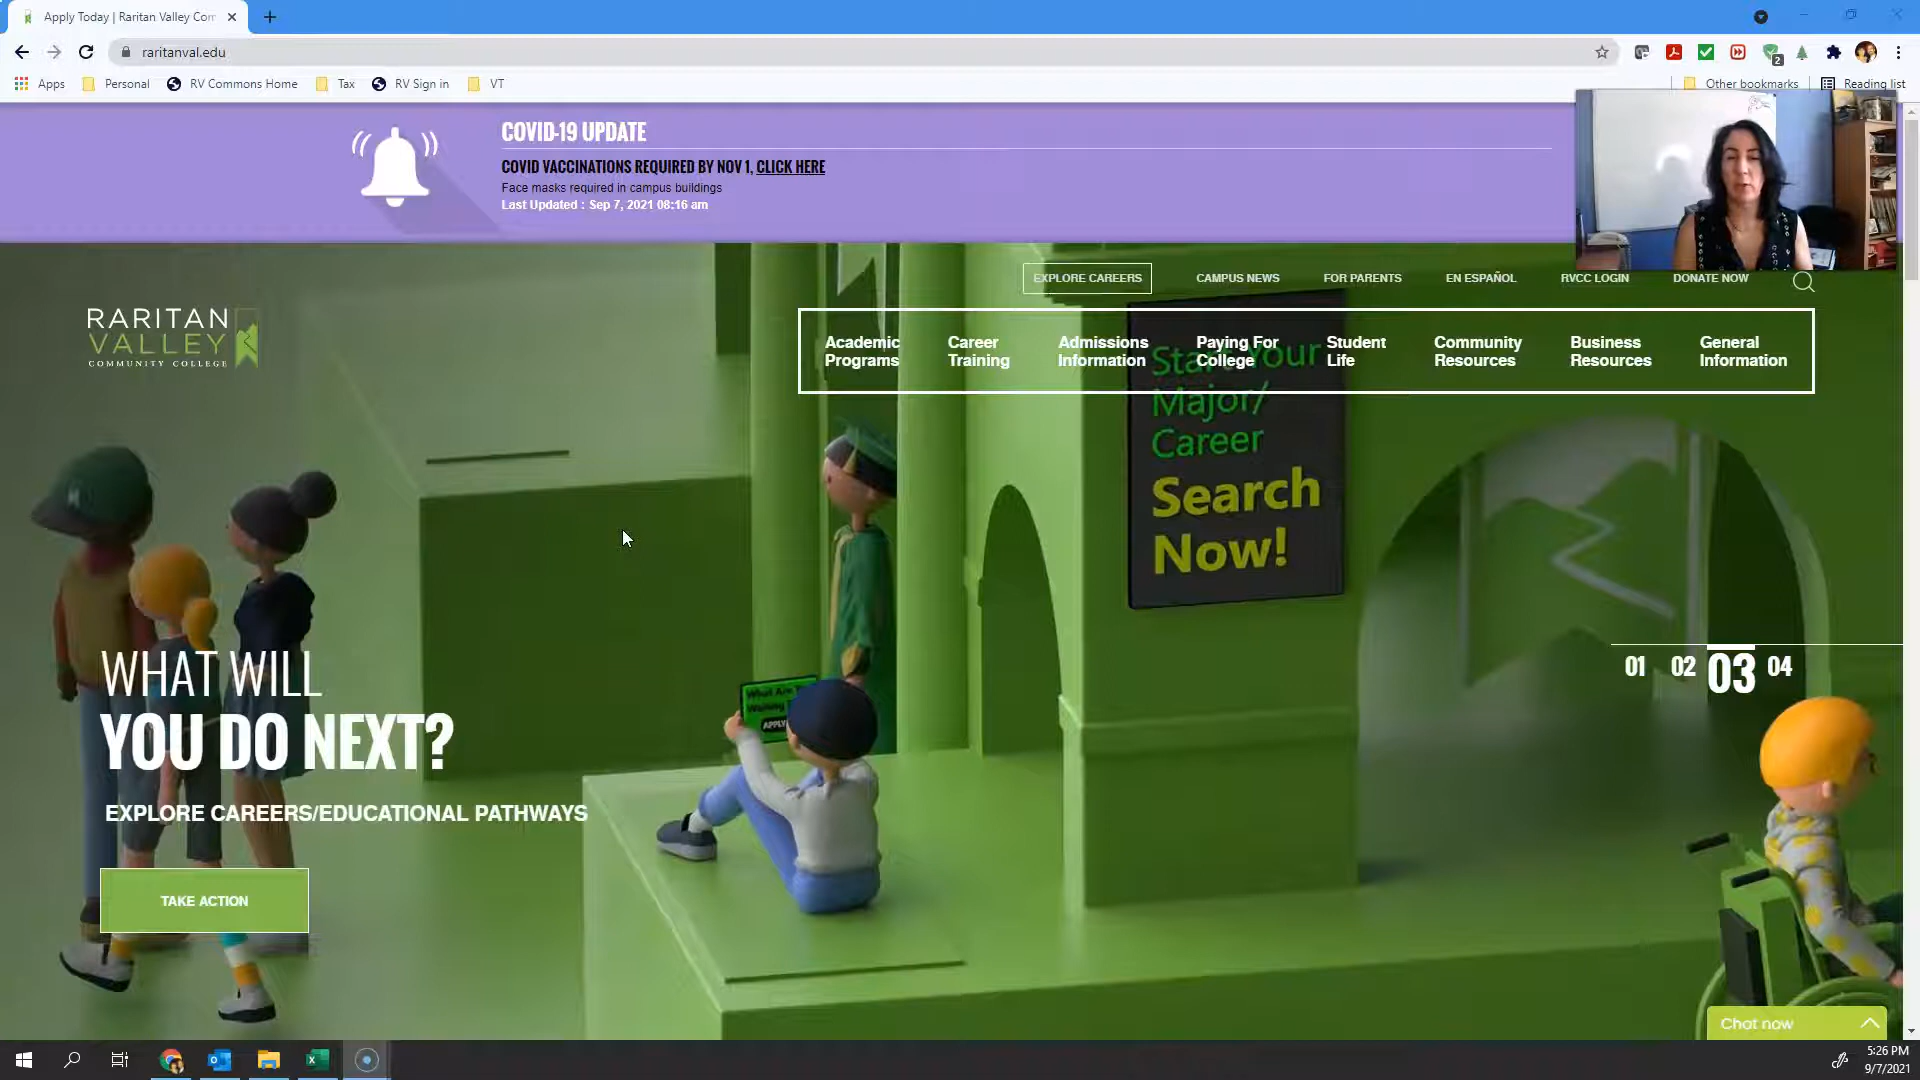 Apply Today | Raritan Valley Com
raritanval.edu
2
Apps
Personal
RV Commons Home
Tax
RV Sign in
VT
Other bookmarks
Reading list
COVID-19 UPDATE
COVID VACCINATIONS REQUIRED BY NOV 1, CLICK HERE
Face masks required in campus buildings
Last Updated : Sep 7, 2021 08:16 am
EXPLORE CAREERS
CAMPUS NEWS
FOR PARENTS
EN ESPAÑOL
RVCC LOGIN
DONATE NOW
RARITAN
VALLEY
COMMUNITY COLLEGE
Academic
Programs
Career
Training
Admissions
Information
Paying For
College
Student
Life
Community
Resources
Business
Resources
General
Information
Start Your
Major/
Career
Search
Now!
What Are
Waiting
APPLY
01 02 03 04
WHAT WILL
YOU DO NEXT?
EXPLORE CAREERS/EDUCATIONAL PATHWAYS
TAKE ACTION
Chat now
5:26 PM
9/7/2021